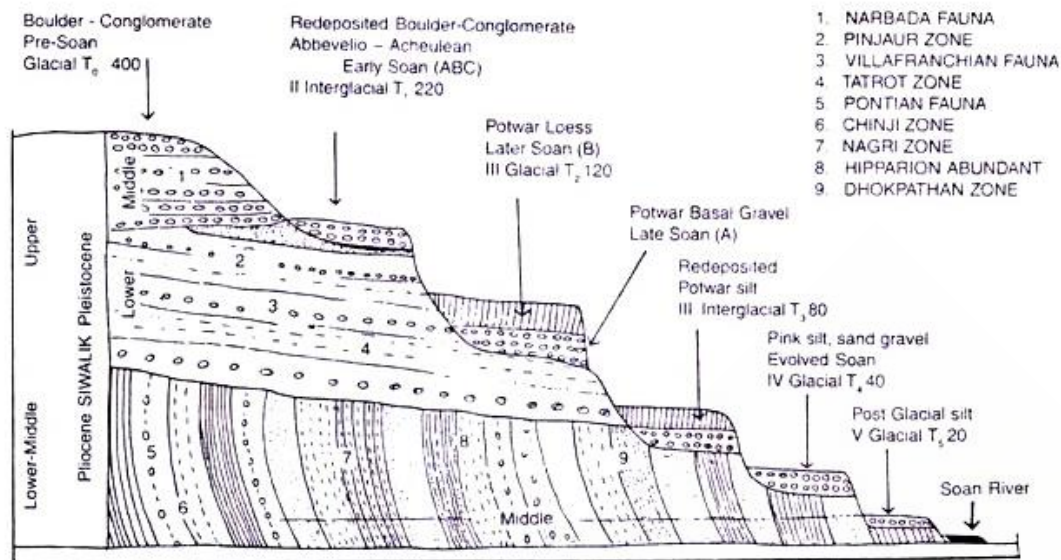 Boulder - Conglomerate
Pre-Soan
Glacial T₀ 400
Redeposited Boulder-Conglomerate
Abbevelio - Acheulean
Early Soan (ABC)
II Interglacial T, 220
Potwar Loess
Later Soan (B)
III Glacial T₂ 120
Potwar Basal Gravel
Late Soan (A)
Redeposited
Potwar silt
III Interglacial T₃80
Pink silt, sand gravel
Evolved Soan
IV Glacial T₄ 40
Post Glacial silt
V Glacial T₅ 20
Soan River
1. NARBADA FAUNA
2. PINJAUR ZONE
3. VILLAFRANCHIAN FAUNA
4. TATROT ZONE
5. PONTIAN FAUNA
6. CHINJI ZONE
7. NAGRI ZONE
8. HIPPARION ABUNDANT
9. DHOKPATHAN ZONE
Upper
Lower-Middle
Pliocene SIWALIK Pleistocene
Middle
Lower
1
2
3
4
5
6
7
8
9
Middle